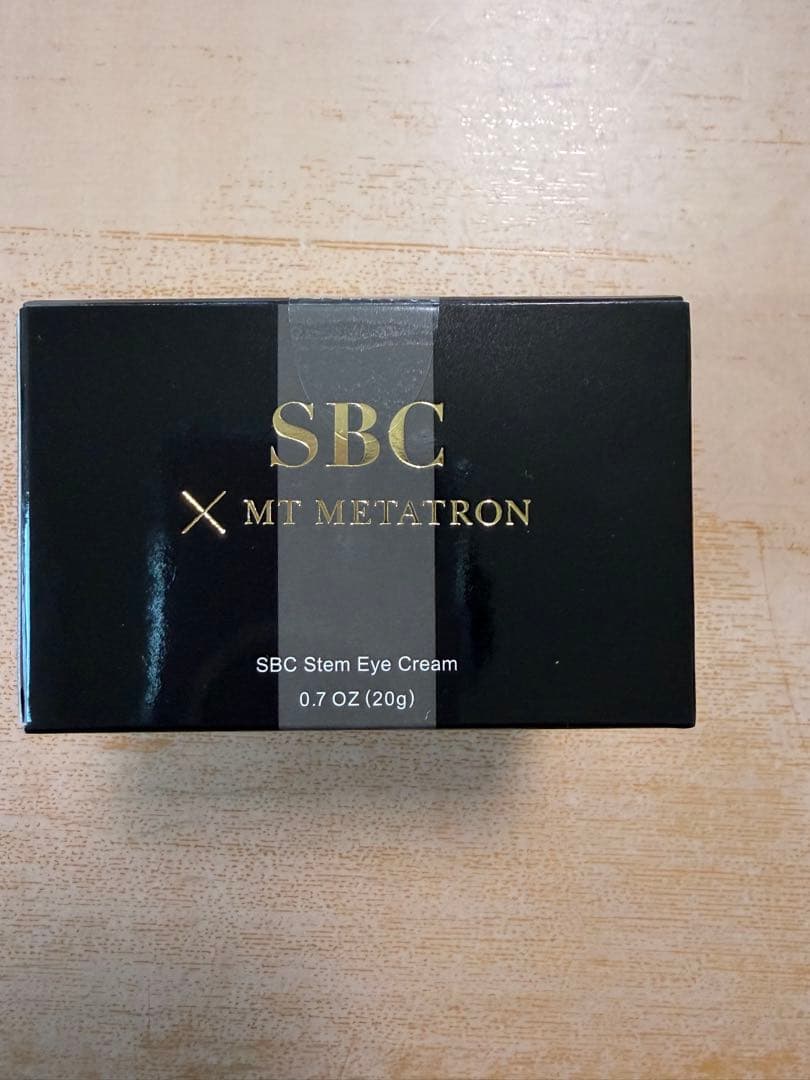 SBC
× MT METATRON
SBC Stem Eye Cream
0.7 OZ (20g)